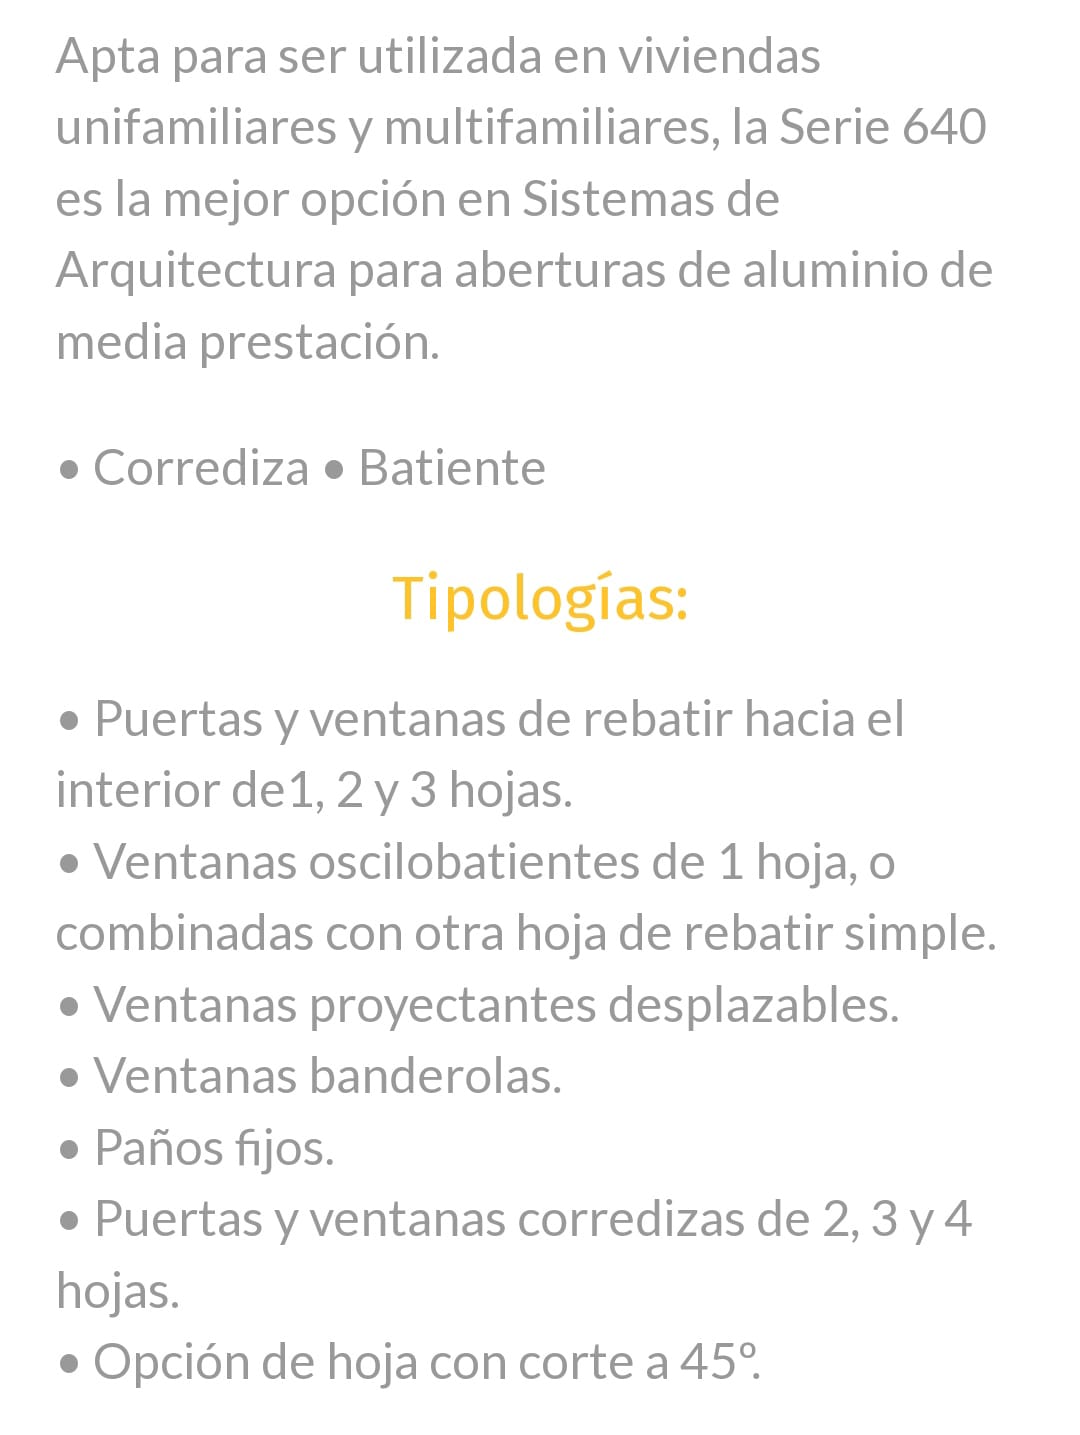 Apta para ser utilizada en viviendas
unifamiliares y multifamiliares, la Serie 640
es la mejor opción en Sistemas de
Arquitectura para aberturas de aluminio de
media prestación.
• Corrediza • Batiente
Tipologías:
• Puertas y ventanas de rebatir hacia el
interior de1, 2 y 3 hojas.
• Ventanas oscilobatientes de 1 hoja, o
combinadas con otra hoja de rebatir simple.
• Ventanas proyectantes desplazables.
• Ventanas banderolas.
• Paños fijos.
• Puertas y ventanas corredizas de 2, 3 y 4
hojas.
• Opción de hoja con corte a 45º.